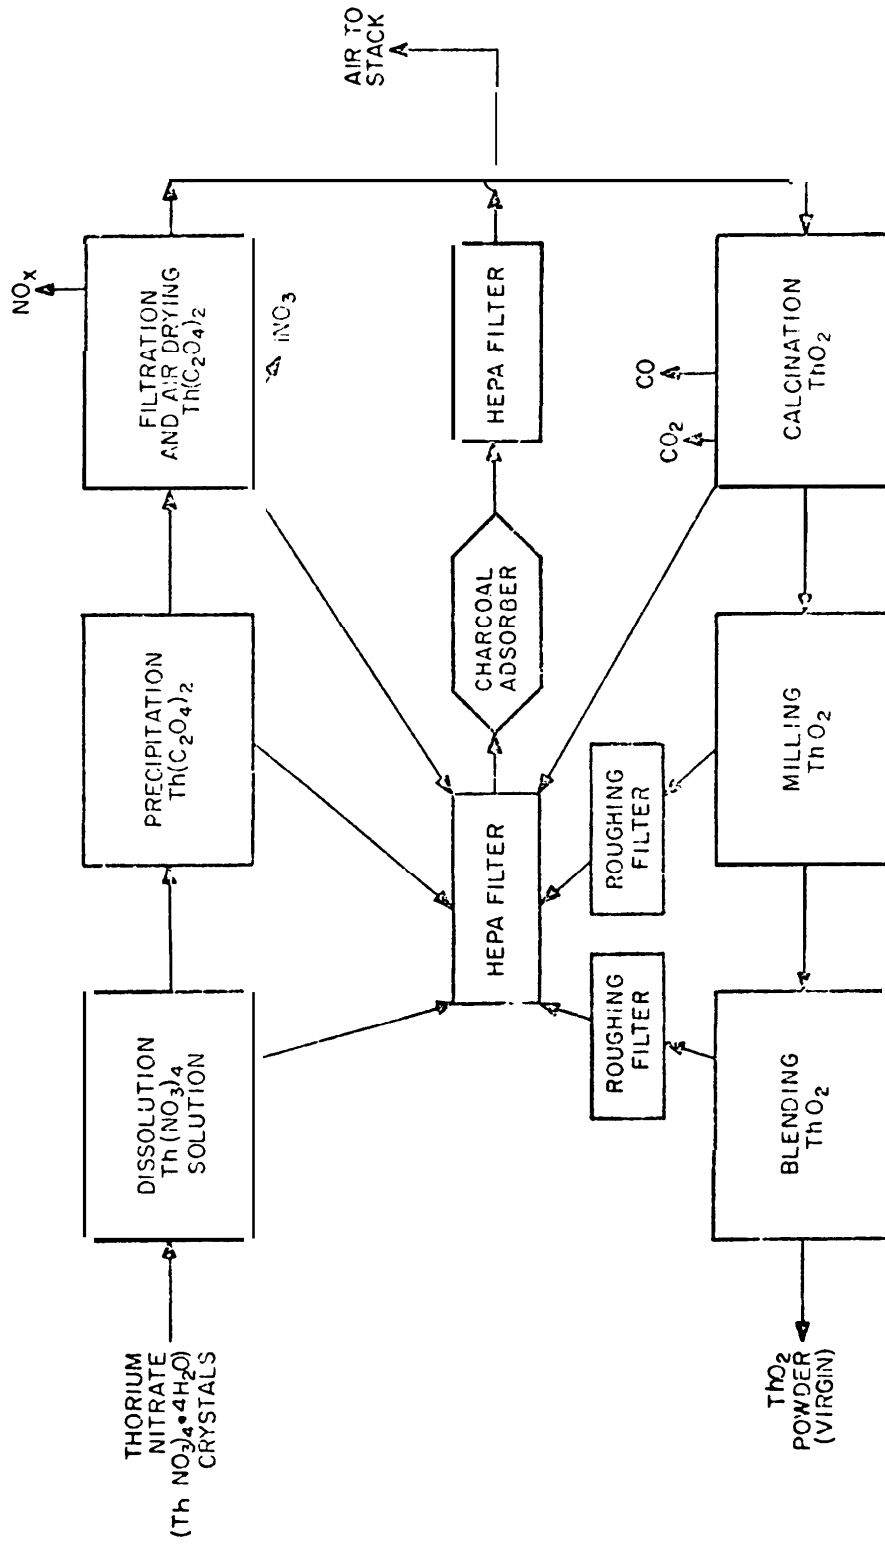 THORIUM
NITRATE
(Th NO3)4•4H2O)
CRYSTALS
DISSOLUTION
Th(NO3)4
SOLUTION
PRECIPITATION
Th(C2O4)2
FILTRATION
AND AIR DRYING
Th(C2O4)2
NOX
AIR TO
STACK
HEPA FILTER
CHARCOAL
ADSORBER
HEPA FILTER
ROUGHING
FILTER
ROUGHING
FILTER
CO2
CO
ThO2
POWDER
(VIRGIN)
BLENDING
ThO2
MILLING
ThO2
CALCINATION
ThO2